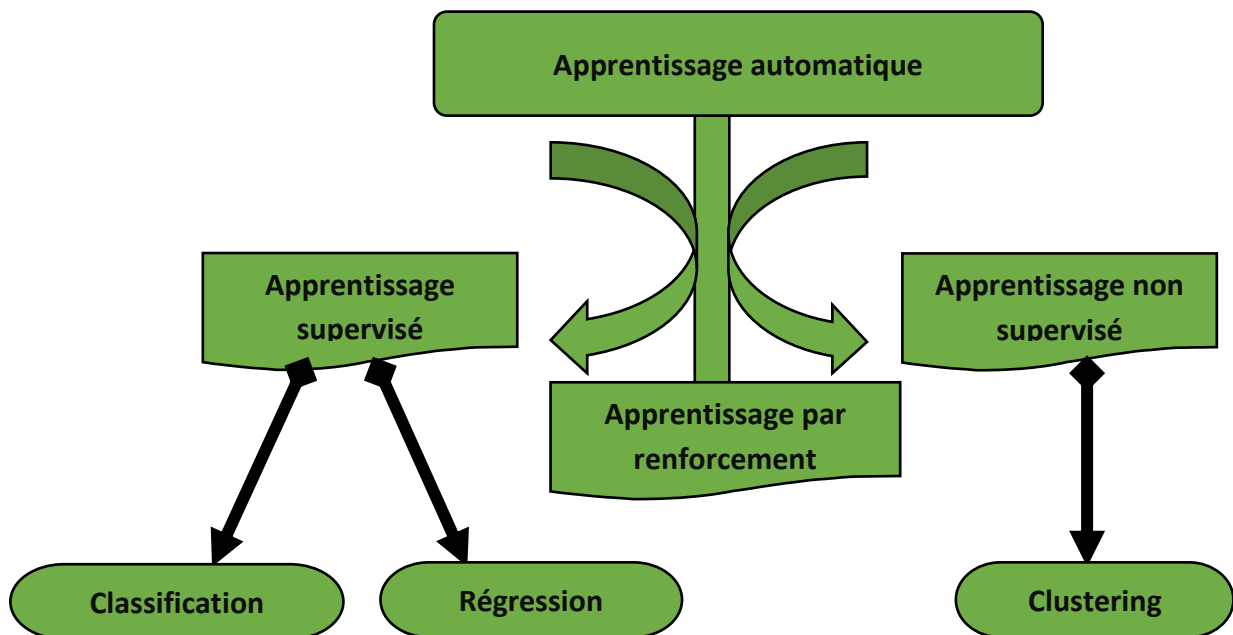 Apprentissage automatique
Apprentissage
supervisé
Apprentissage non
supervisé
Apprentissage par
renforcement
Classification
Régression
Clustering